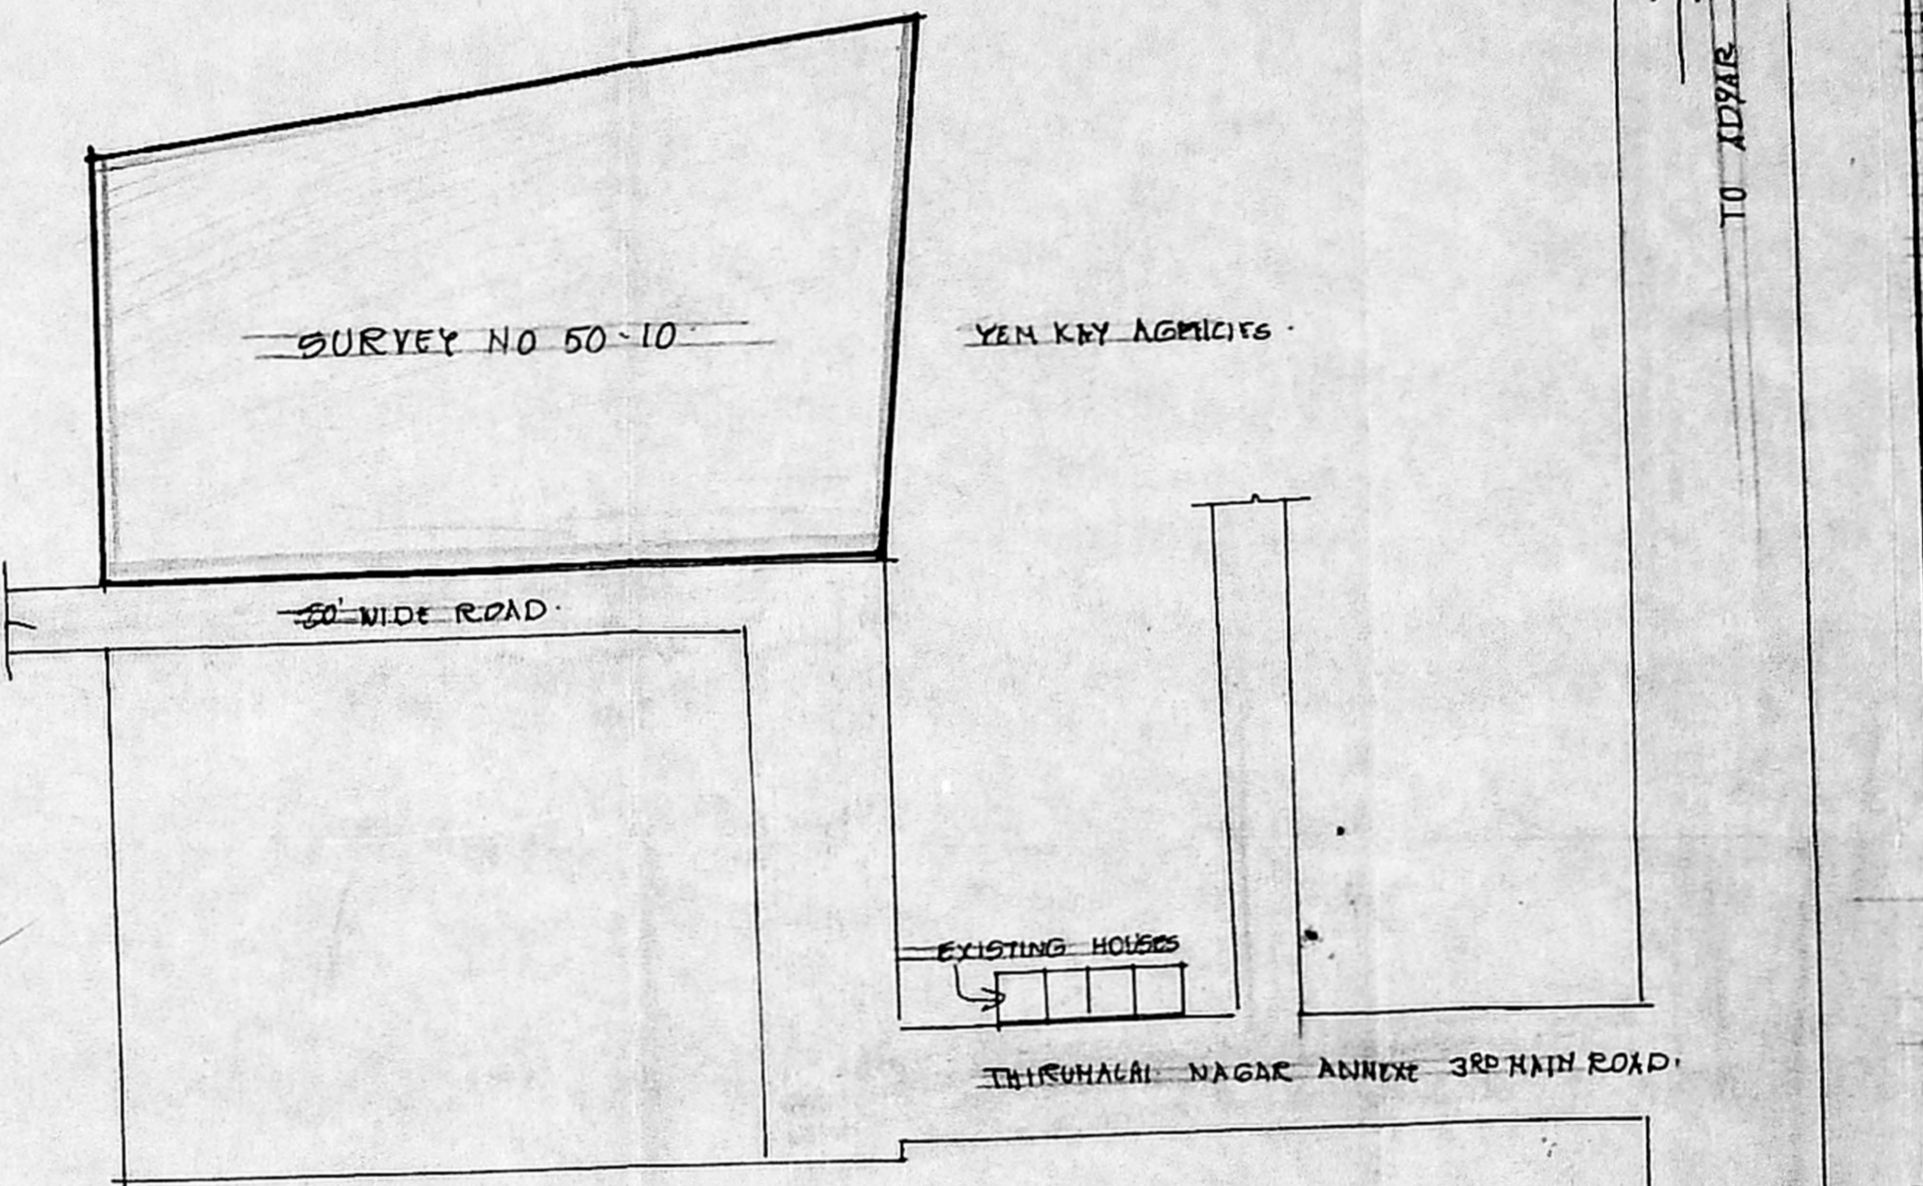 TO ADYAR
SURVEY NO 50-10
YEM KAY AGENCIES.
WIDE ROAD.
EXISTING HOUSES
THIRUMALAI NAGAR ANNEXE 3RD MAIN ROAD.